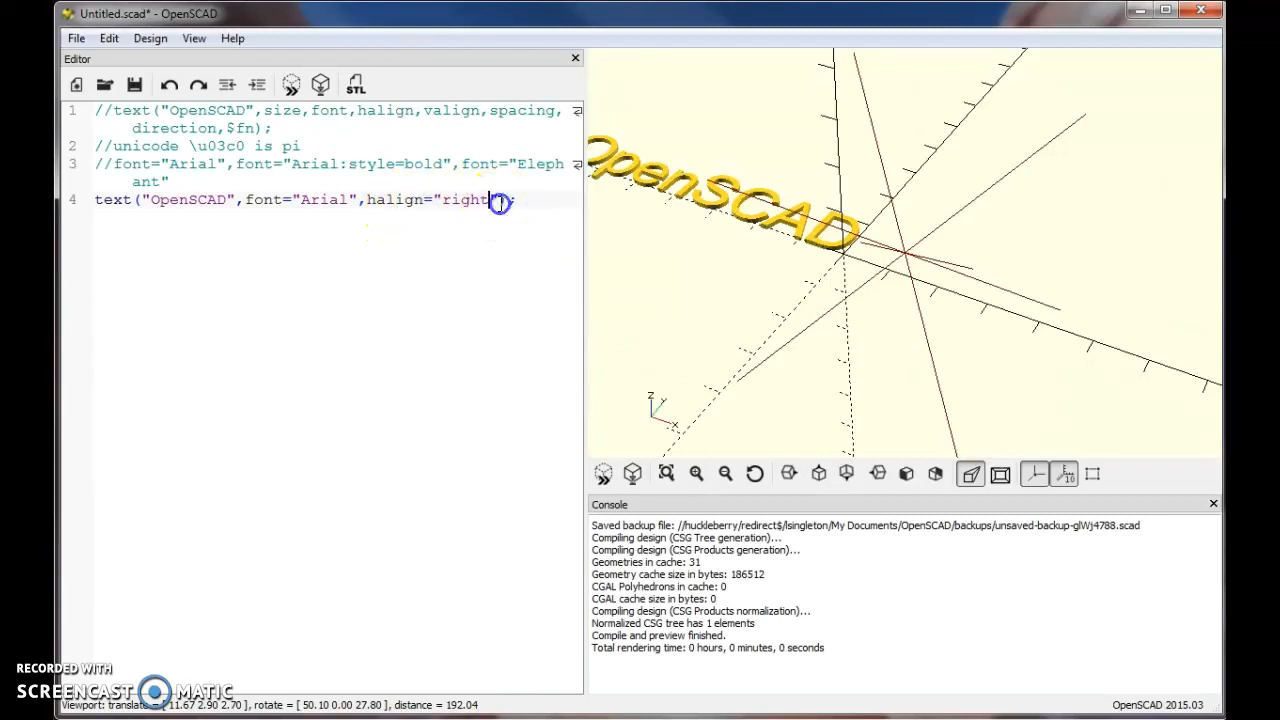 Untitled.scad* - OpenSCAD
File Edit Design View Help
Editor
STL
1 //text("OpenSCAD",size,font,halign,valign,spacing,
direction,$fn);
2 //unicode \u03c0 is pi
3 //font="Arial",font="Arial:style=bold",font="Eleph
ant"
4 text("OpenSCAD",font="Arial",halign="right");
OpenSCAD
Z
Y
X
10
Console
Saved backup file: //huckleberry/redirect$/lsingleton/My Documents/OpenSCAD/backups/unsaved-backup-glWj4788.scad
Compiling design (CSG Tree generation)...
Compiling design (CSG Products generation)...
Geometries in cache: 31
Geometry cache size in bytes: 186512
CGAL Polyhedrons in cache: 0
CGAL cache size in bytes: 0
Compiling design (CSG Products normalization)...
Normalized CSG tree has 1 elements
Compile and preview finished.
Total rendering time: 0 hours, 0 minutes, 0 seconds
RECORDED WITH
SCREENCAST MATIC
Viewport: translate = [ 11.67 2.90 2.70 ], rotate = [ 50.10 0.00 27.80 ], distance = 192.04
OpenSCAD 2015.03